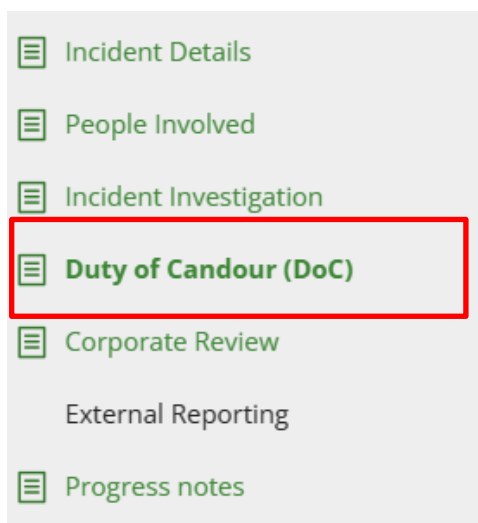 Incident Details
People Involved
Incident Investigation
Duty of Candour (DoC)
Corporate Review
External Reporting
Progress notes